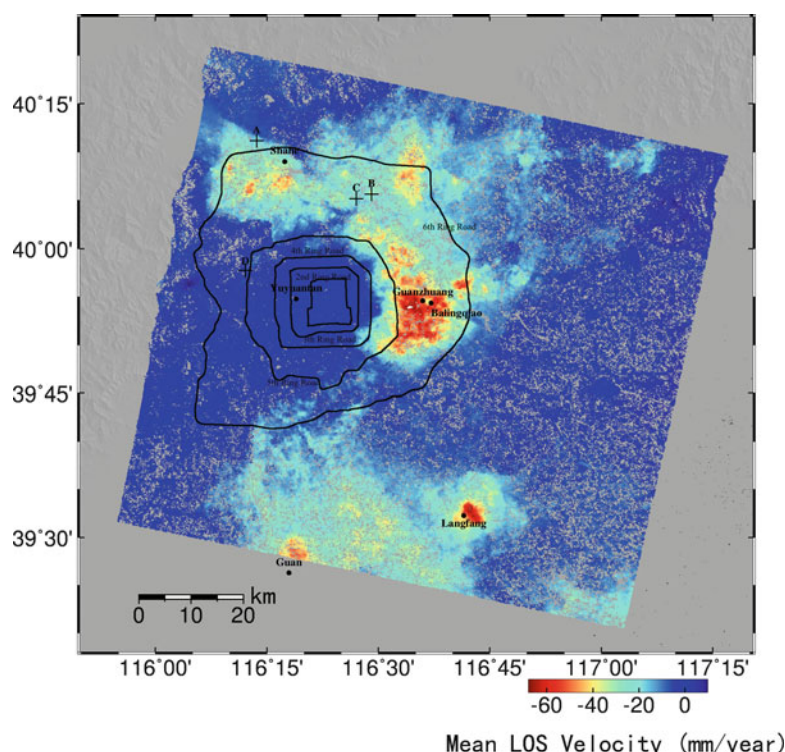 40°15'
40°00'
39°45'
39°30'
A
Shahe
C B
6th Ring Road
D
4th Ring Road
2nd Ring Road
Yuyuantan
Guanzhuang
Balingqiao
5th Ring Road
Langfang
Guan
km
0 10 20
116°00' 116°15' 116°30' 116°45' 117°00' 117°15'
-60 -40 -20 0
Mean LOS Velocity (mm/year)